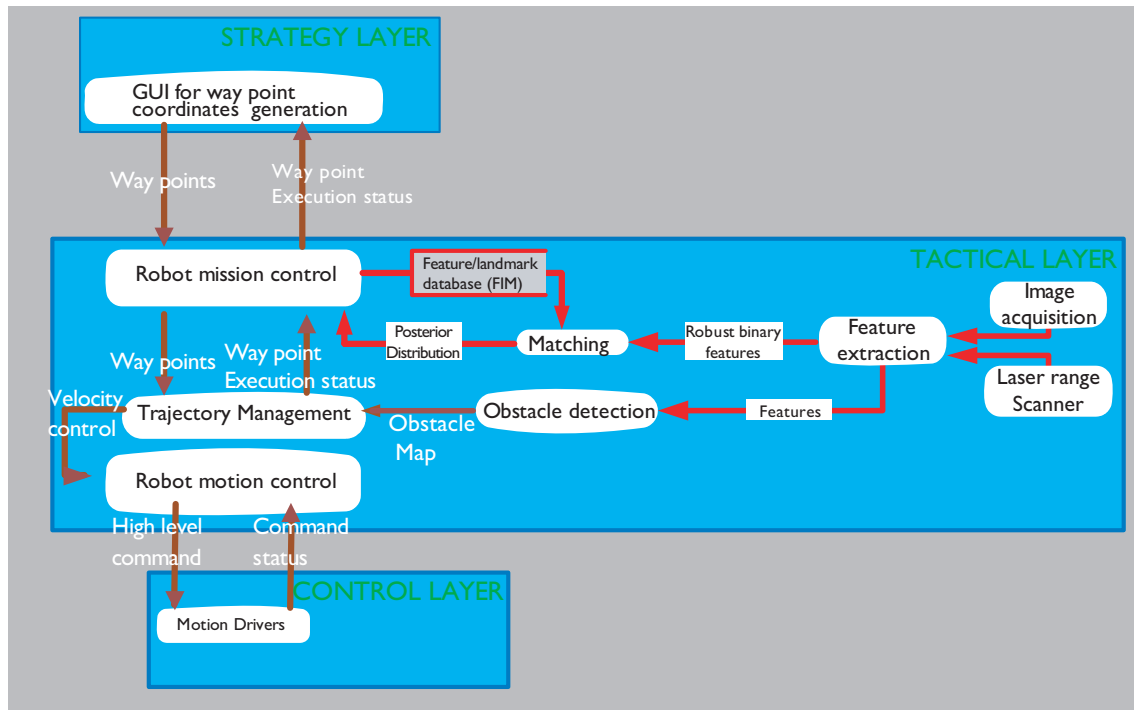 STRATEGY LAYER
GUI for way point
coordinates generation
Way points
Way point
Execution status
TACTICAL LAYER
Robot mission control
Feature/landmark
database (FIM)
Image
acquisition
Posterior
Distribution
Matching
Robust binary
features
Feature
extraction
Way points
Way point
Execution status
Laser range
Scanner
Velocity
control
Trajectory Management
Obstacle
Map
Obstacle detection
Features
Robot motion control
High level
command
Command
status
CONTROL LAYER
Motion Drivers